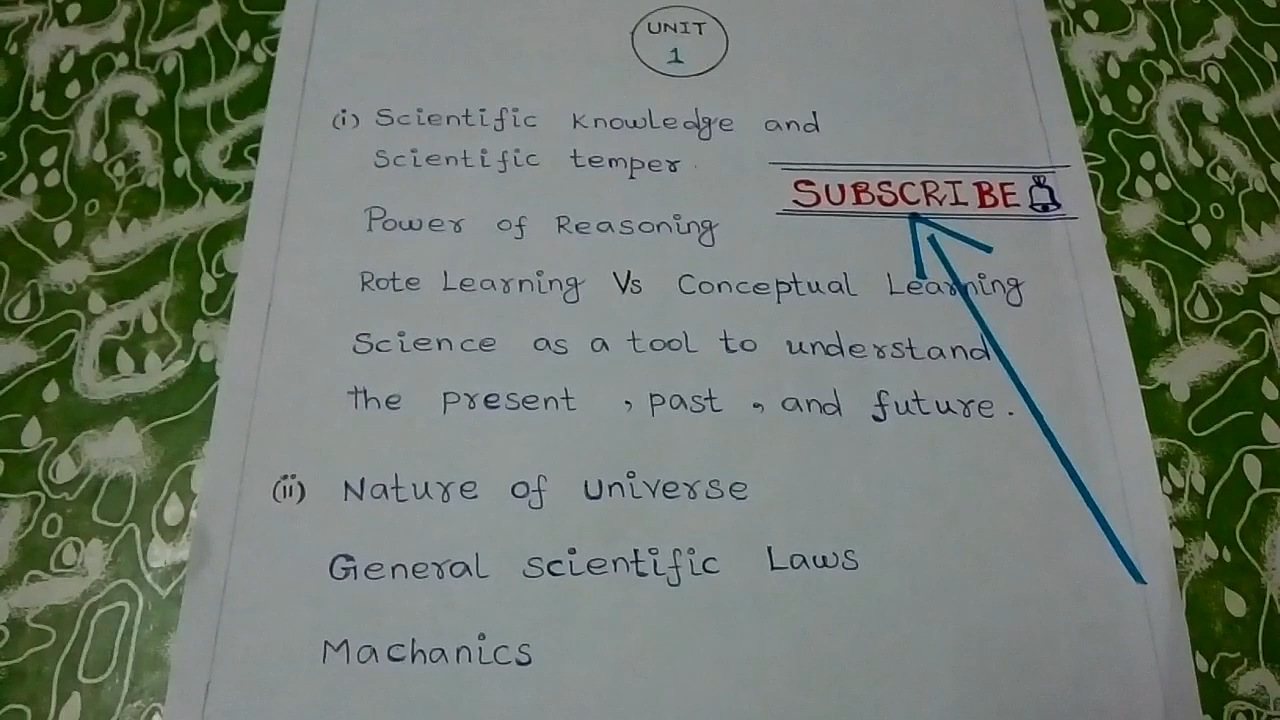 UNIT
1
(i) Scientific knowledge and
Scientific temper.
SUBSCRIBE
Power of Reasoning
Rote Learning Vs Conceptual Learning
Science as a tool to understand
the present , past , and future .
(ii) Nature of universe
General scientific Laws
Machanics